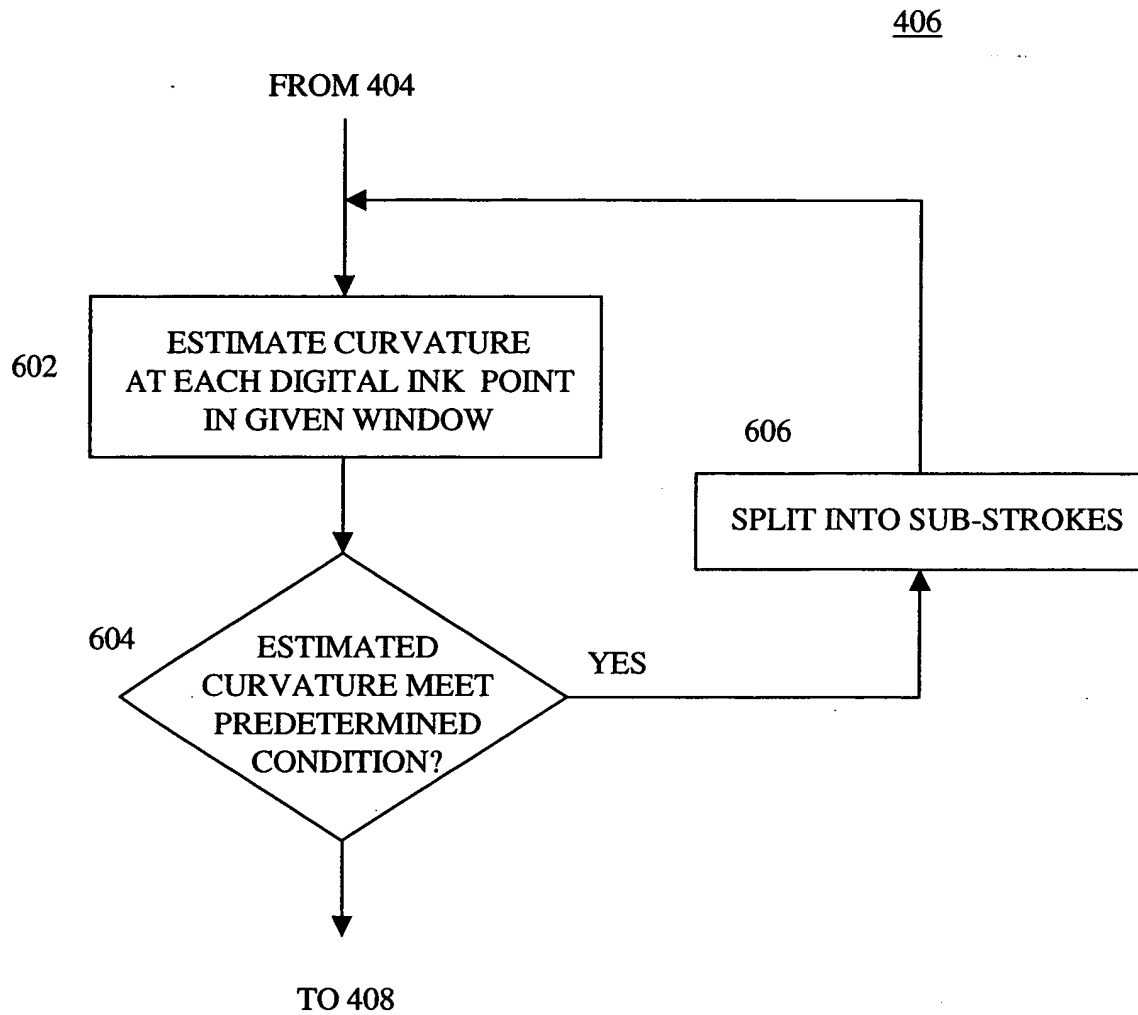 406
FROM 404
602
ESTIMATE CURVATURE
AT EACH DIGITAL INK POINT
IN GIVEN WINDOW
606
SPLIT INTO SUB-STROKES
604
ESTIMATED
CURVATURE MEET
PREDETERMINED
CONDITION?
YES
TO 408